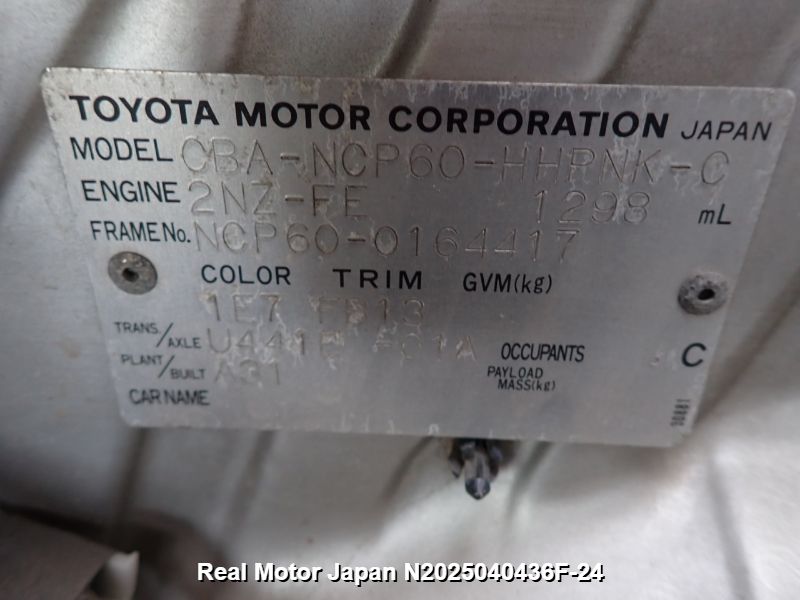 TOYOTA MOTOR CORPORATION JAPAN
MODEL CBA-NCP60-HHPNK-C
ENGINE 2NZ-FE 1298 mL
FRAME No. NCP60-0164417
COLOR TRIM GVM(kg)
1E7 FB13
TRANS./AXLE U441E -01A OCCUPANTS C
PLANT/BUILT A31 PAYLOAD MASS(kg)
CAR NAME
30881
Real Motor Japan N2025040436F-24